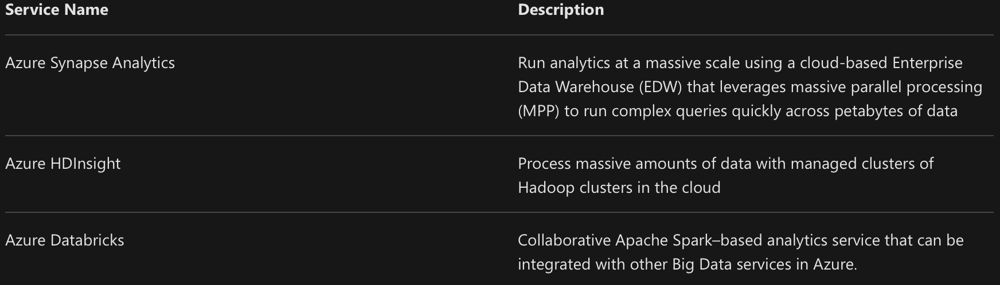 Service Name
Description
Azure Synapse Analytics
Run analytics at a massive scale using a cloud-based Enterprise
Data Warehouse (EDW) that leverages massive parallel processing
(MPP) to run complex queries quickly across petabytes of data
Azure HDInsight
Process massive amounts of data with managed clusters of
Hadoop clusters in the cloud
Azure Databricks
Collaborative Apache Spark–based analytics service that can be
integrated with other Big Data services in Azure.